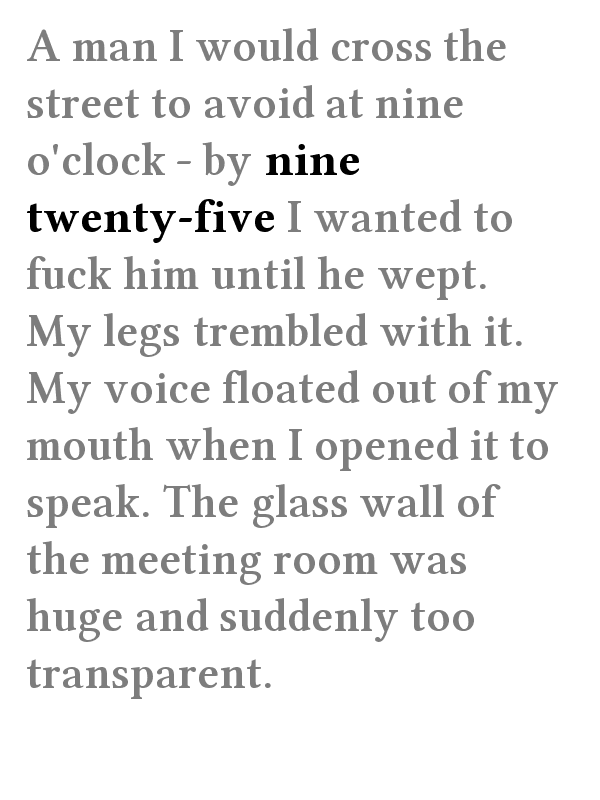 A man I would cross the
street to avoid at nine
o'clock - by nine
twenty-five I wanted to
fuck him until he wept.
My legs trembled with it.
My voice floated out of my
mouth when I opened it to
speak. The glass wall of
the meeting room was
huge and suddenly too
transparent.